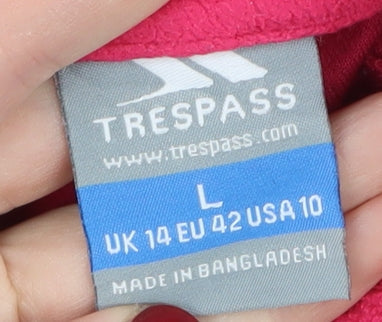 TRESPASS
www.trespass.com
L
UK 14 EU 42 USA 10
MADE IN BANGLADESH